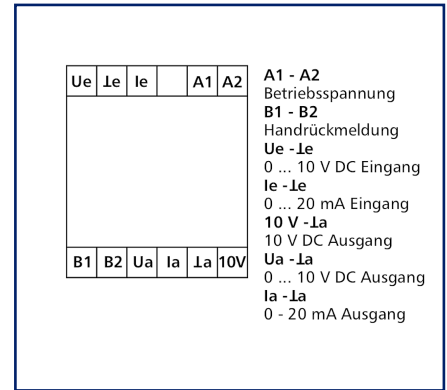 Ue ⊥e Ie A1 A2
B1 B2 Ua Ia ⊥a 10V
A1 - A2
Betriebsspannung
B1 - B2
Handrückmeldung
Ue -⊥e
0 ... 10 V DC Eingang
Ie -⊥e
0 ... 20 mA Eingang
10 V -⊥a
10 V DC Ausgang
Ua -⊥a
0 ... 10 V DC Ausgang
Ia -⊥a
0 - 20 mA Ausgang